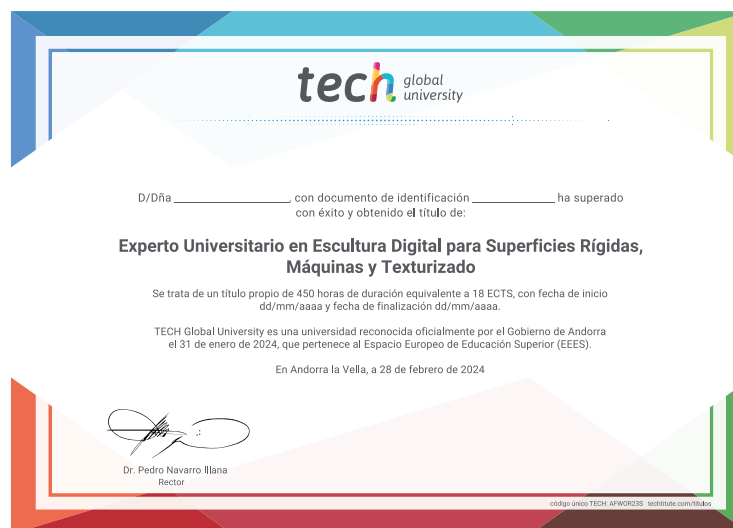 tech global university
D/Dña ____________________, con documento de identificación ______________ ha superado
con éxito y obtenido el título de:
Experto Universitario en Escultura Digital para Superficies Rígidas,
Máquinas y Texturizado
Se trata de un título propio de 450 horas de duración equivalente a 18 ECTS, con fecha de inicio
dd/mm/aaaa y fecha de finalización dd/mm/aaaa.
TECH Global University es una universidad reconocida oficialmente por el Gobierno de Andorra
el 31 de enero de 2024, que pertenece al Espacio Europeo de Educación Superior (EEES).
En Andorra la Vella, a 28 de febrero de 2024
Dr. Pedro Navarro Illana
Rector
código único TECH: AFWOR23S techtitute.com/titulos